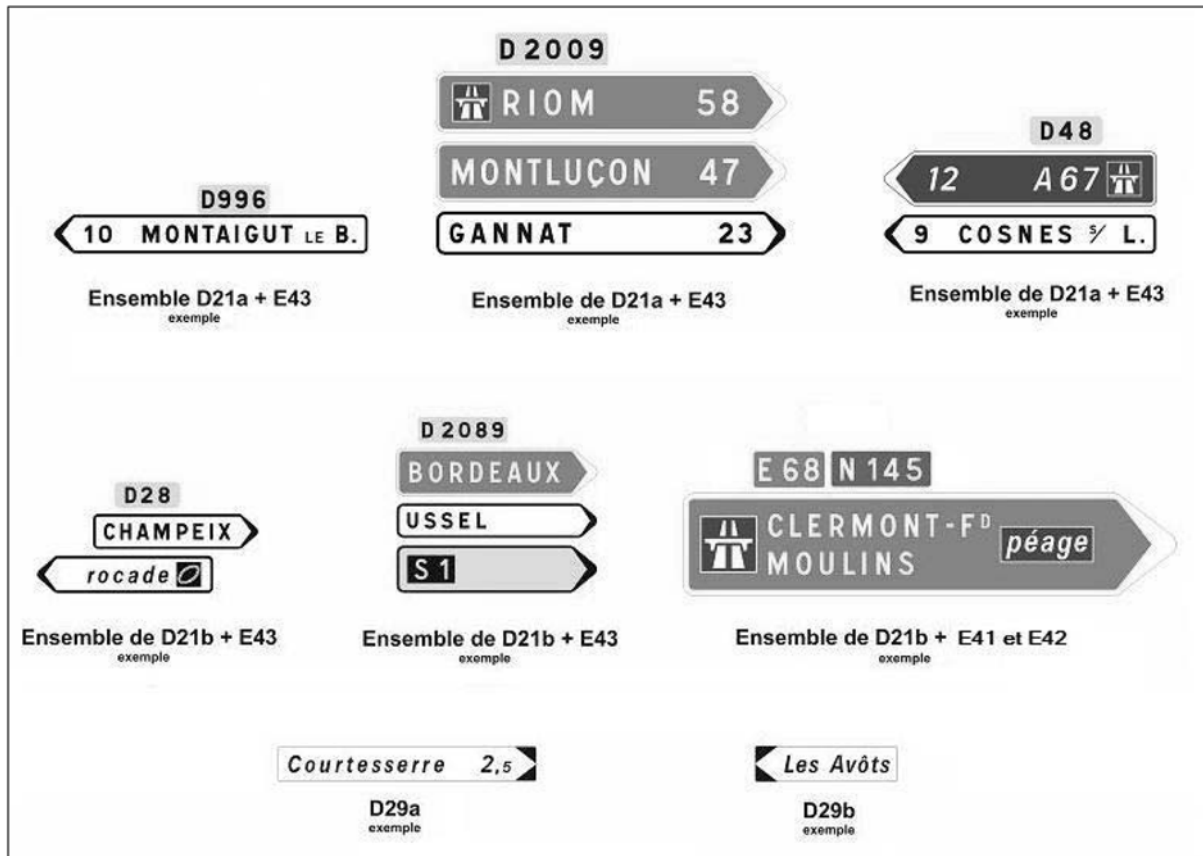 D996
10 MONTAIGUT LE B.
Ensemble D21a + E43
exemple
D 2009
RIOM 58
MONTLUÇON 47
GANNAT 23
Ensemble de D21a + E43
exemple
D48
12 A67
9 COSNES S/ L.
Ensemble de D21a + E43
exemple
D28
CHAMPEIX
rocade
Ensemble de D21b + E43
exemple
D 2089
BORDEAUX
USSEL
S1
Ensemble de D21b + E43
exemple
E 68 N 145
CLERMONT-FD
MOULINS
péage
Ensemble de D21b + E41 et E42
exemple
Courtesserre 2,5
D29a
exemple
Les Avôts
D29b
exemple